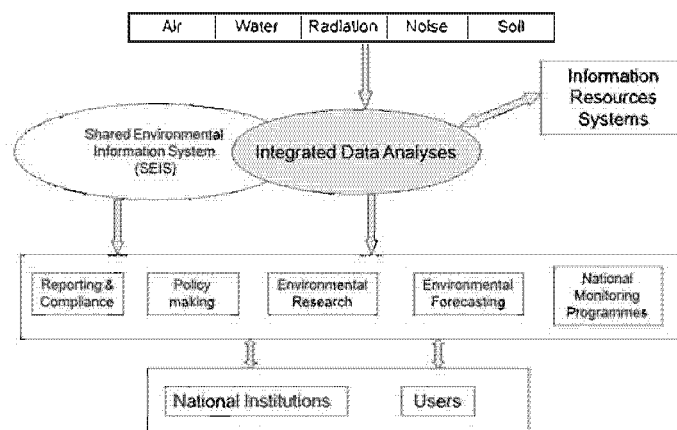 Air Water Radiation Noise Soil
Information
Resources
Systems
Shared Environmental
Information System
(SEIS)
Integrated Data Analyses
Reporting &
Compliance
Policy
making
Environmental
Research
Environmental
Forecasting
National
Monitoring
Programmes
National Institutions
Users